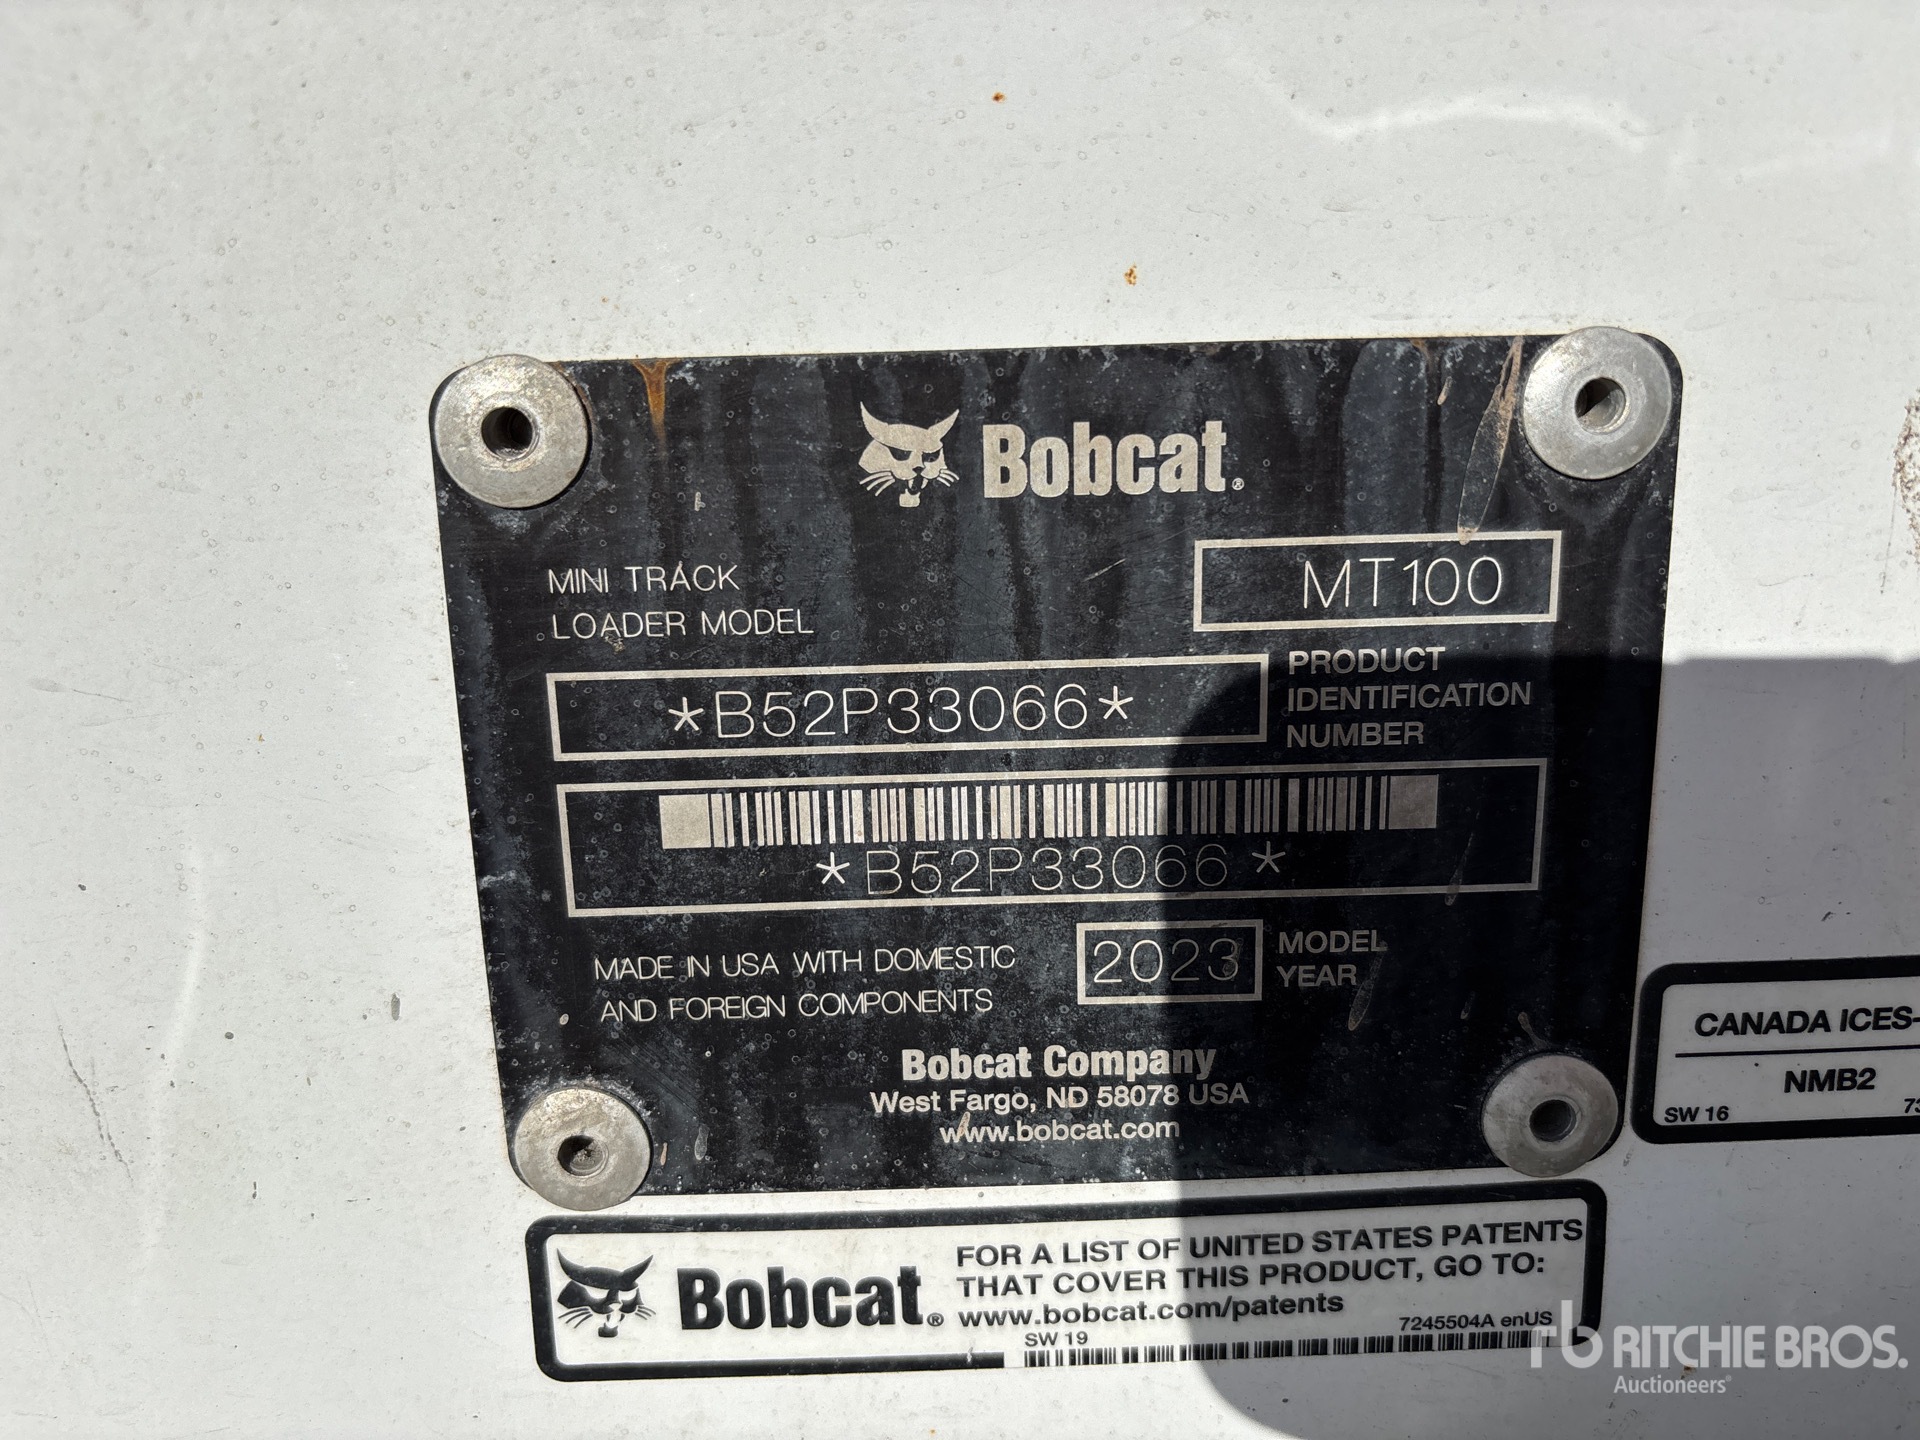 Bobcat®
MINI TRACK
LOADER MODEL
MT100
*B52P33066*
PRODUCT
IDENTIFICATION
NUMBER
*B52P33066*
MADE IN USA WITH DOMESTIC
AND FOREIGN COMPONENTS
2023
MODEL
YEAR
Bobcat Company
West Fargo, ND 58078 USA
www.bobcat.com
CANADA ICES-
NMB2
SW 16
Bobcat®
FOR A LIST OF UNITED STATES PATENTS
THAT COVER THIS PRODUCT, GO TO:
www.bobcat.com/patents
SW 19
7245504A enUS
rb RITCHIE BROS.
Auctioneers®